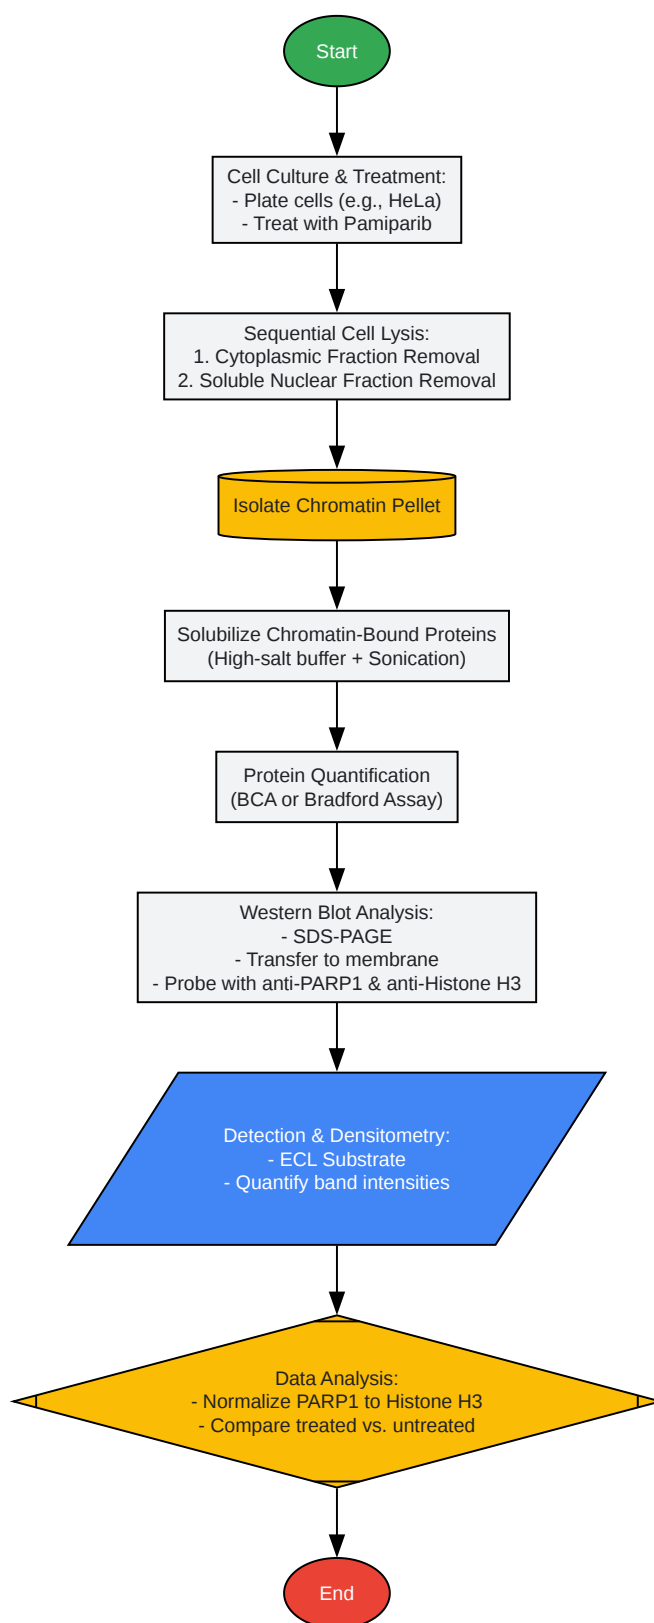 Start
Cell Culture & Treatment:
- Plate cells (e.g., HeLa)
- Treat with Pamiparib
Sequential Cell Lysis:
1. Cytoplasmic Fraction Removal
2. Soluble Nuclear Fraction Removal
Isolate Chromatin Pellet
Solubilize Chromatin-Bound Proteins
(High-salt buffer + Sonication)
Protein Quantification
(BCA or Bradford Assay)
Western Blot Analysis:
- SDS-PAGE
- Transfer to membrane
- Probe with anti-PARP1 & anti-Histone H3
Detection & Densitometry:
- ECL Substrate
- Quantify band intensities
Data Analysis:
- Normalize PARP1 to Histone H3
- Compare treated vs. untreated
End